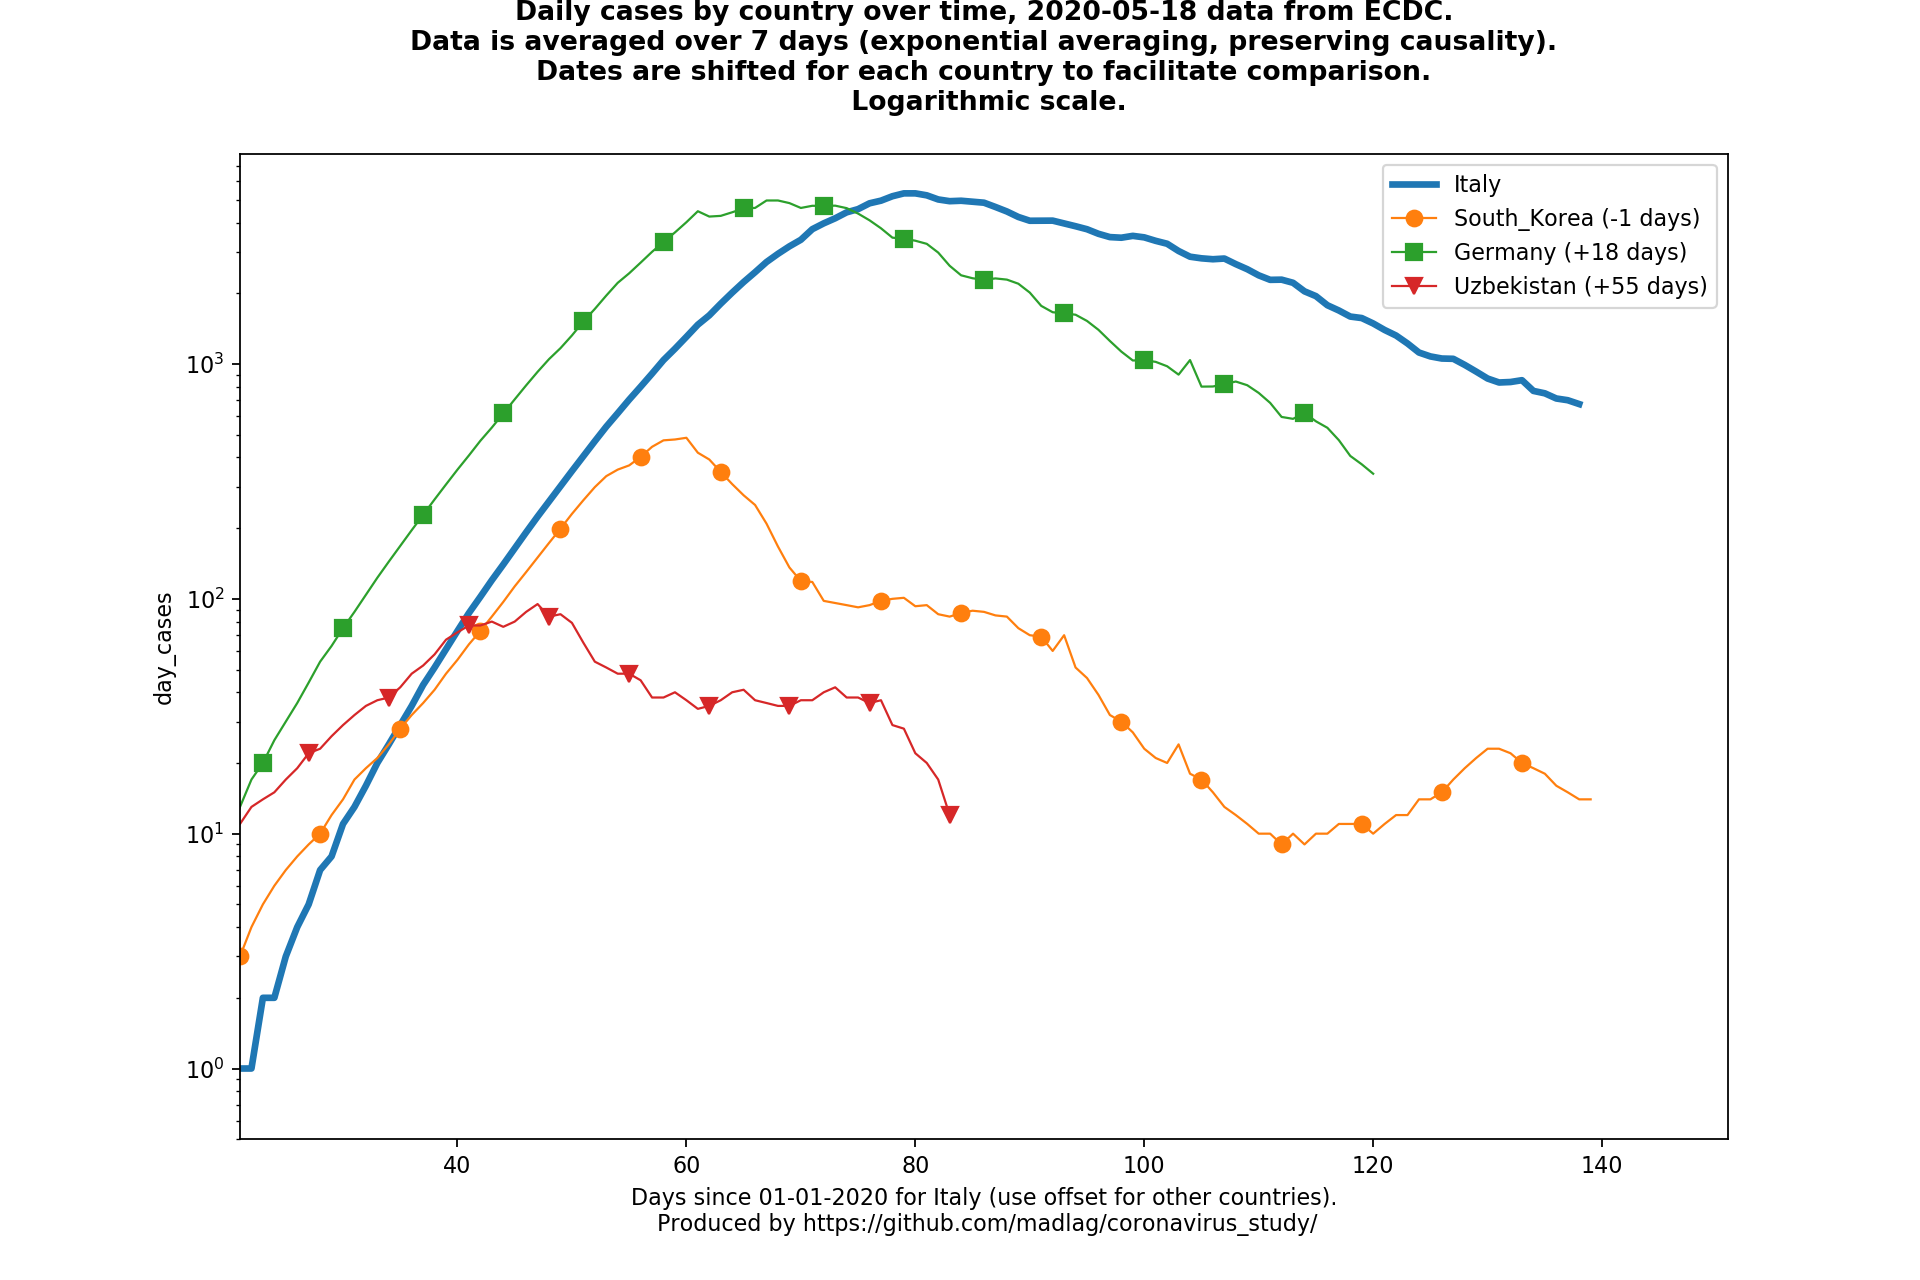 Daily cases by country over time, 2020-05-18 data from ECDC.
Data is averaged over 7 days (exponential averaging, preserving causality).
Dates are shifted for each country to facilitate comparison.
Logarithmic scale.
Italy
South_Korea (-1 days)
Germany (+18 days)
Uzbekistan (+55 days)
day_cases
10³
10²
10¹
10⁰
40 60 80 100 120 140
Days since 01-01-2020 for Italy (use offset for other countries).
Produced by https://github.com/madlag/coronavirus_study/